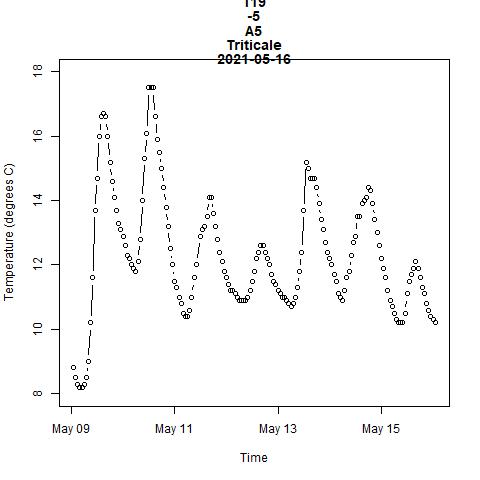 T19
-5
A5
Triticale
2021-05-16
18
16
14
12
10
8
Temperature (degrees C)
May 09 May 11 May 13 May 15
Time